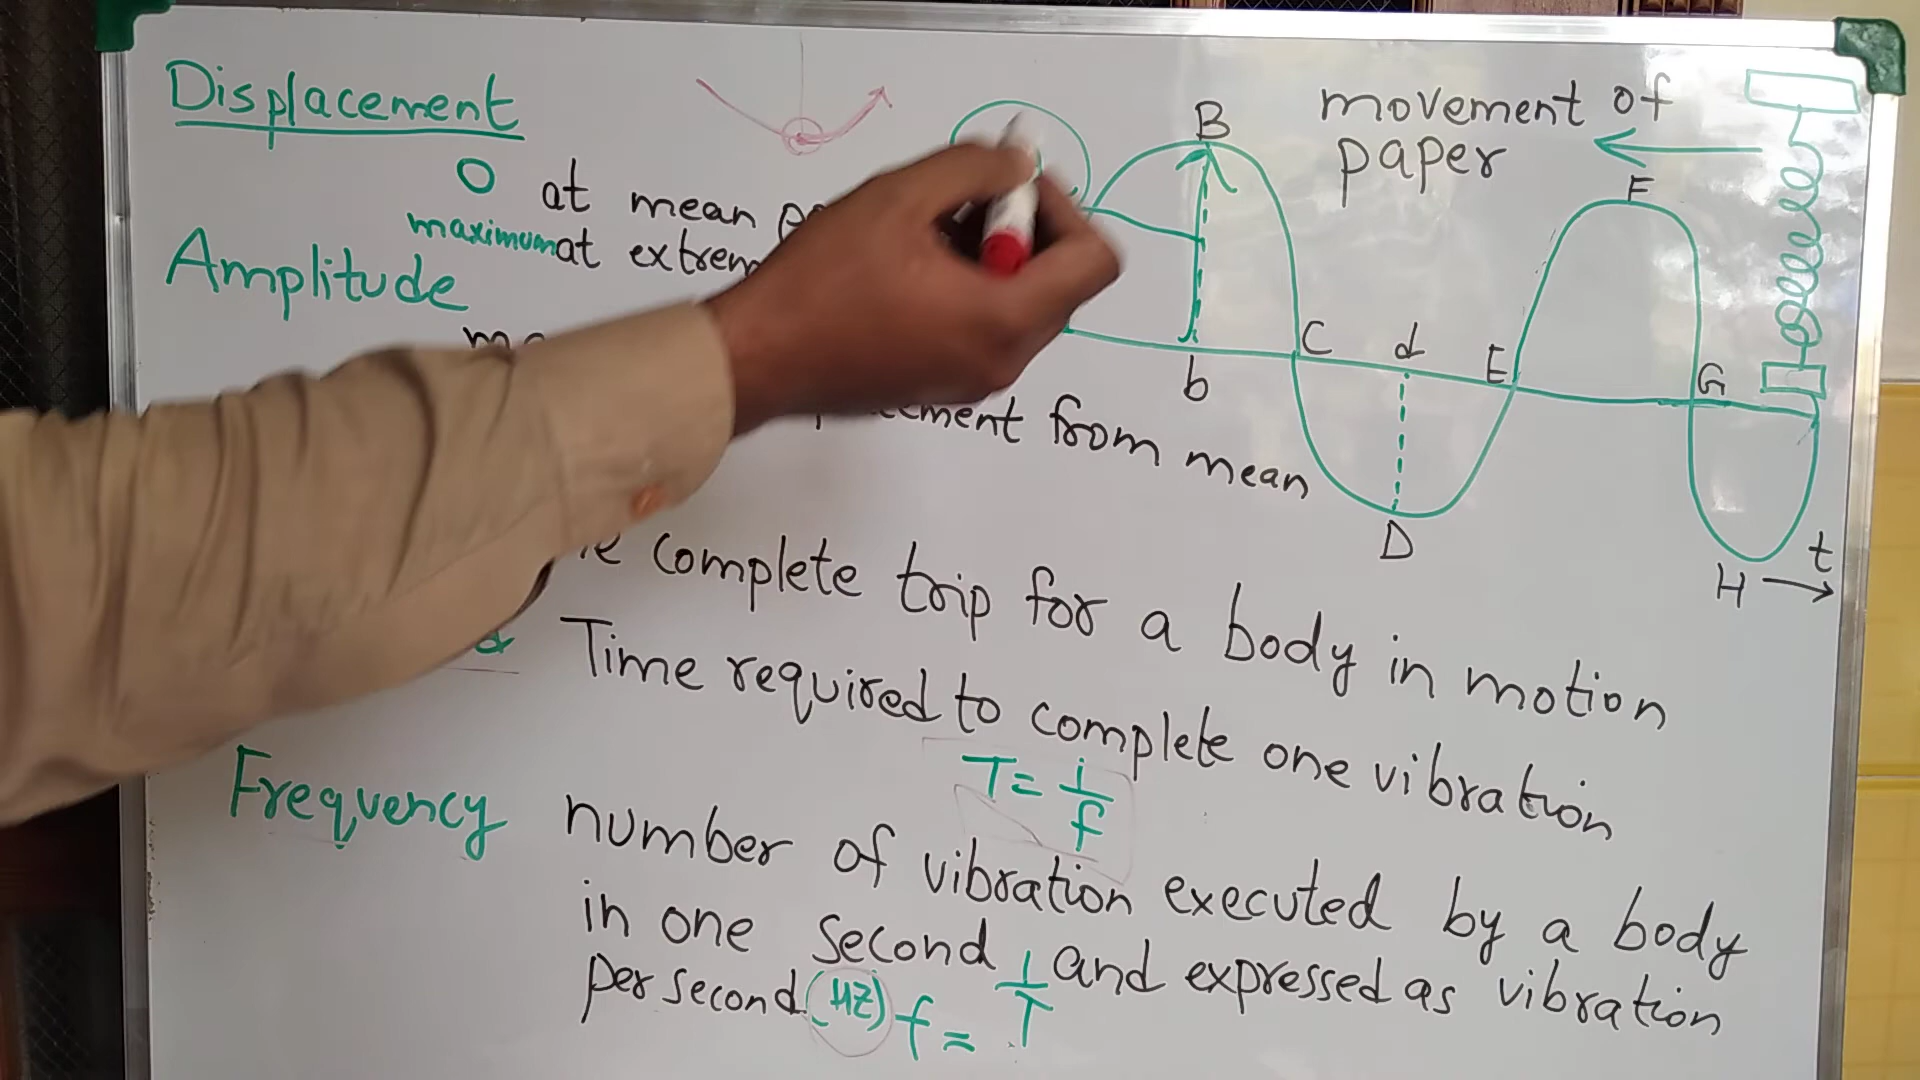 Displacement
0 at mean
maximum at extrem
Amplitude
from mean
complete trip for a body in motion
Time required to complete one vibration
T = 1/f
Frequency number of vibration executed by a body
in one second and expressed as vibration
per second (HZ) f = 1/T
movement of
paper
B
F
C
d
E
G
b
D
H
t